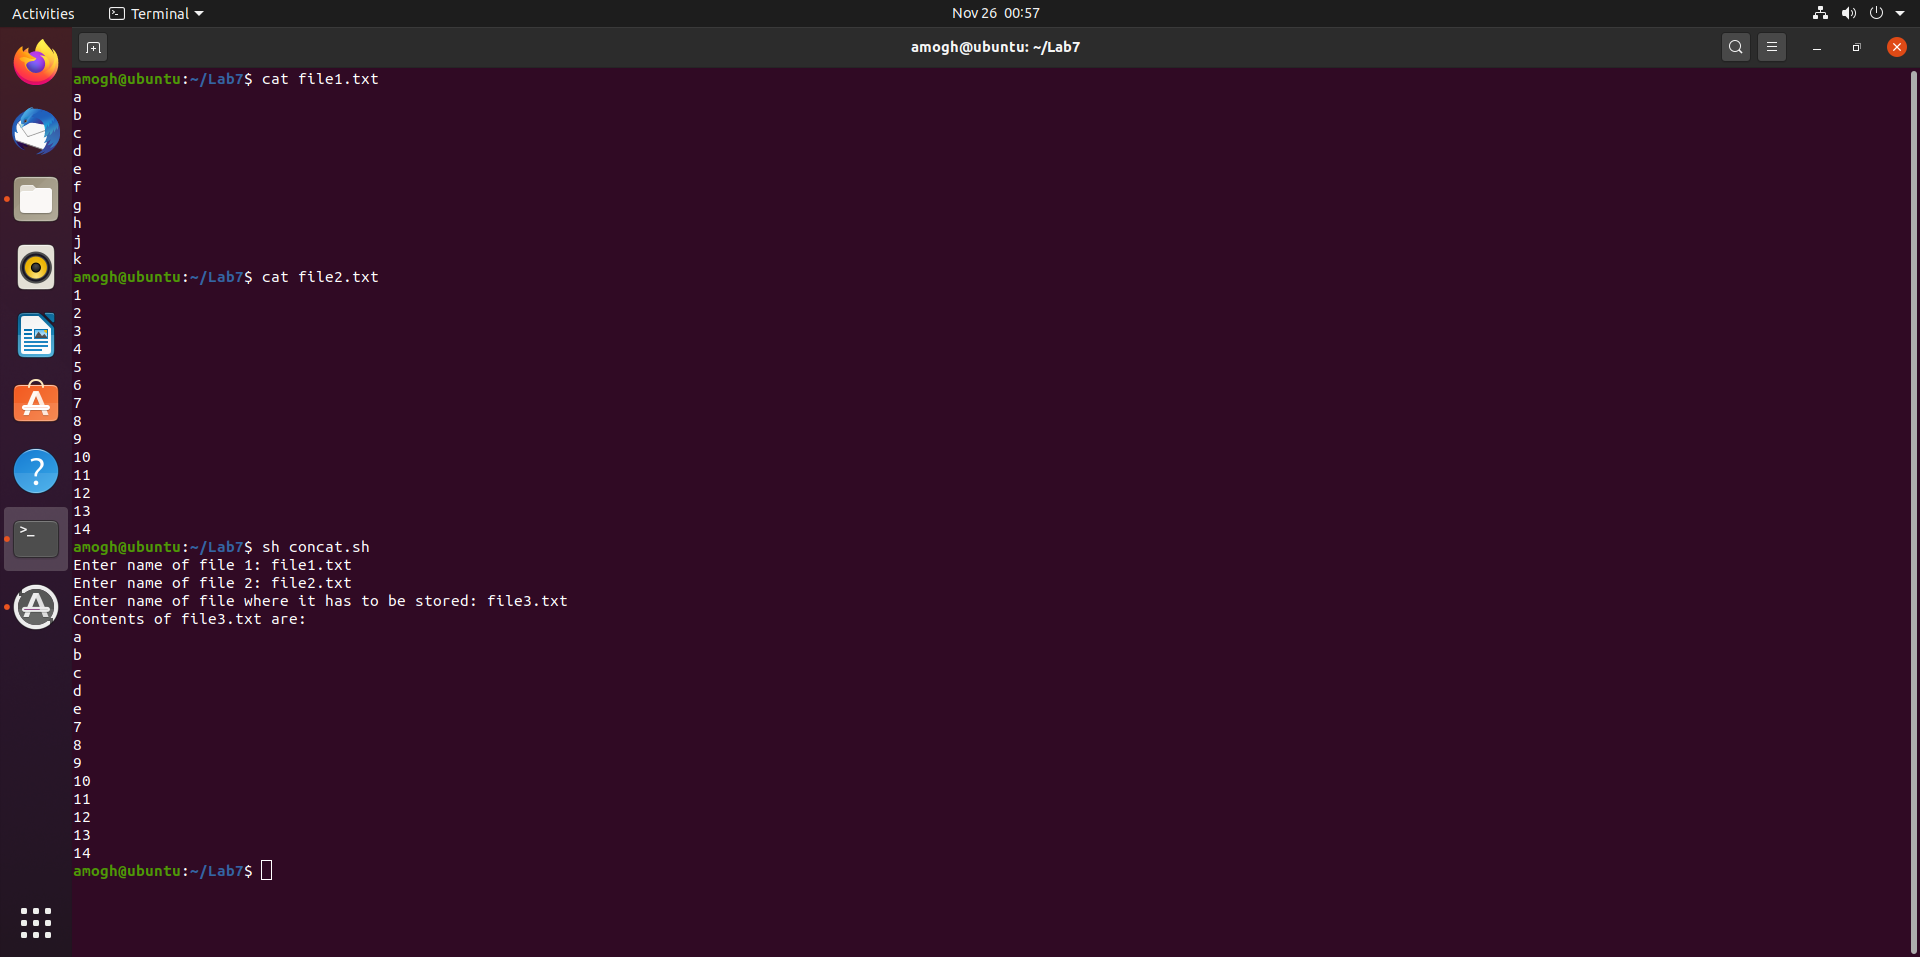 Activities
Terminal
Nov 26 00:57
amogh@ubuntu: ~/Lab7
amogh@ubuntu:~/Lab7$ cat file1.txt
a
b
c
d
e
f
g
h
j
k
amogh@ubuntu:~/Lab7$ cat file2.txt
1
2
3
4
5
6
7
8
9
10
11
12
13
14
amogh@ubuntu:~/Lab7$ sh concat.sh
Enter name of file 1: file1.txt
Enter name of file 2: file2.txt
Enter name of file where it has to be stored: file3.txt
Contents of file3.txt are:
a
b
c
d
e
7
8
9
10
11
12
13
14
amogh@ubuntu:~/Lab7$